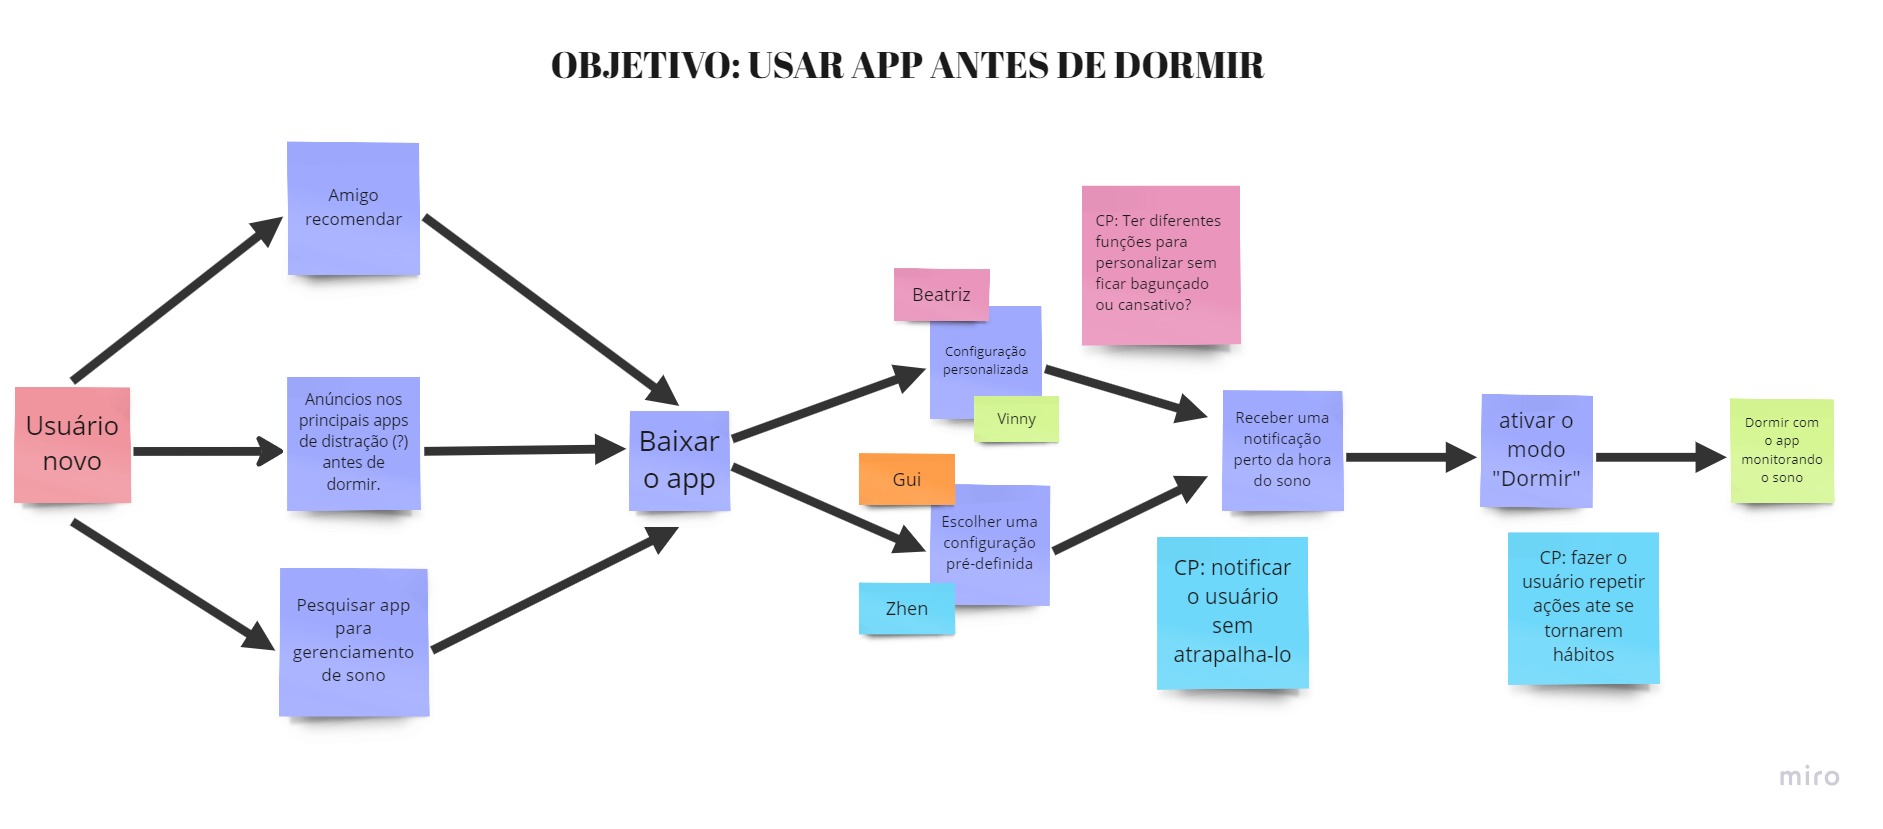 OBJETIVO: USAR APP ANTES DE DORMIR
Usuário
novo
Amigo
recomendar
Anúncios nos
principais apps
de distração (?)
antes de
dormir.
Pesquisar app
para
gerenciamento
de sono
Baixar
o app
Beatriz
Configuração
personalizada
Vinny
Gui
Escolher uma
configuração
pré-definida
Zhen
CP: Ter diferentes
funções para
personalizar sem
ficar bagunçado
ou cansativo?
Receber uma
notificação
perto da hora
do sono
CP: notificar
o usuário
sem
atrapalha-lo
ativar o
modo
"Dormir"
CP: fazer o
usuário repetir
ações ate se
tornarem
hábitos
Dormir com
o app
monitorando
o sono
miro